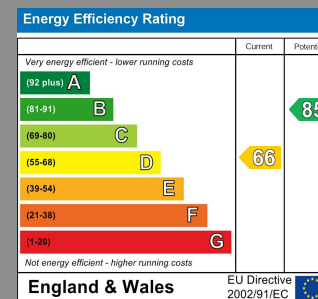 Energy Efficiency Rating
Current
Very energy efficient - lower running costs
(92 plus) A
(81-91) B
85
(69-80) C
(55-68) D
66
(39-54) E
(21-38) F
(1-20) G
Not energy efficient - higher running costs
England & Wales
EU Directive
2002/91/EC